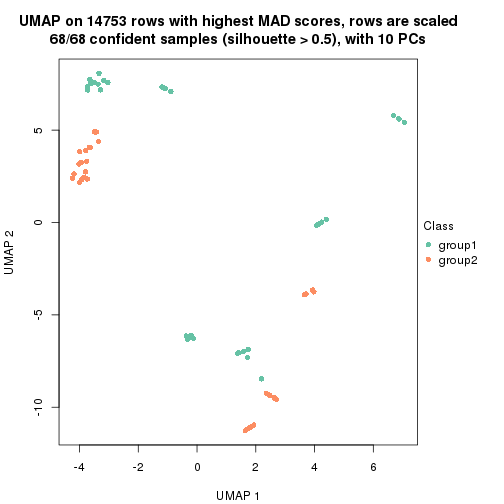 UMAP on 14753 rows with highest MAD scores, rows are scaled
68/68 confident samples (silhouette > 0.5), with 10 PCs
5
0
-5
-10
UMAP 2
-4
-2
0
2
4
6
UMAP 1
Class
group1
group2